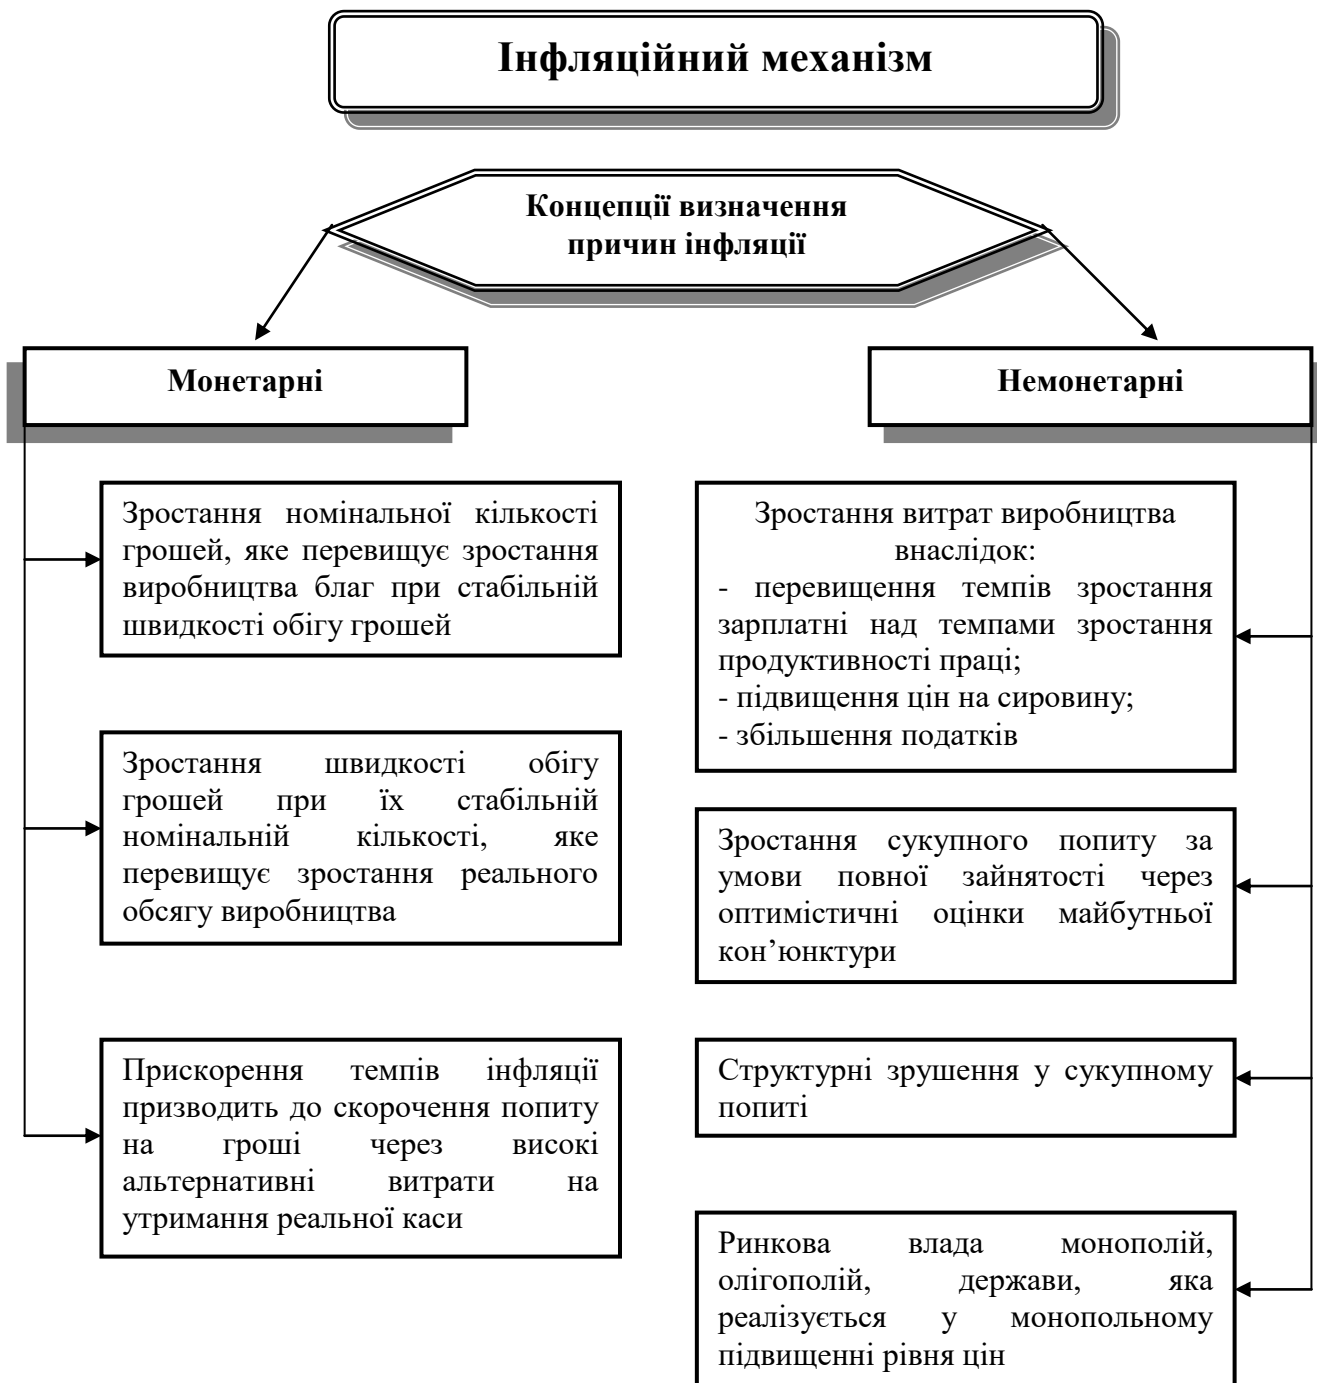 Інфляційний механізм
Концепції визначення
причин інфляції
Монетарні
Зростання номінальної кількості
грошей, яке перевищує зростання
виробництва благ при стабільній
швидкості обігу грошей
Зростання швидкості обігу
грошей при їх стабільній
номінальній кількості, яке
перевищує зростання реального
обсягу виробництва
Прискорення темпів інфляції
призводить до скорочення попиту
на гроші через високі
альтернативні витрати на
утримання реальної каси
Немонетарні
Зростання витрат виробництва
внаслідок:
- перевищення темпів зростання
зарплатні над темпами зростання
продуктивності праці;
- підвищення цін на сировину;
- збільшення податків
Зростання сукупного попиту за
умови повної зайнятості через
оптимістичні оцінки майбутньої
кон’юнктури
Структурні зрушення у сукупному
попиті
Ринкова влада монополій,
олігополій, держави, яка
реалізується у монопольному
підвищенні рівня цін